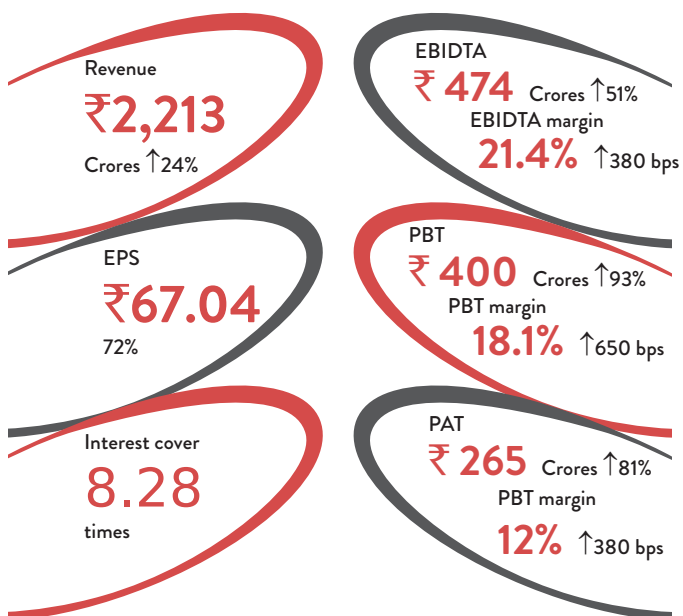 Revenue
₹2,213
Crores ↑24%
EBIDTA
₹ 474 Crores ↑51%
EBIDTA margin
21.4% ↑380 bps
EPS
₹67.04
72%
PBT
₹ 400 Crores ↑93%
PBT margin
18.1% ↑650 bps
Interest cover
8.28
times
PAT
₹ 265 Crores ↑81%
PBT margin
12% ↑380 bps